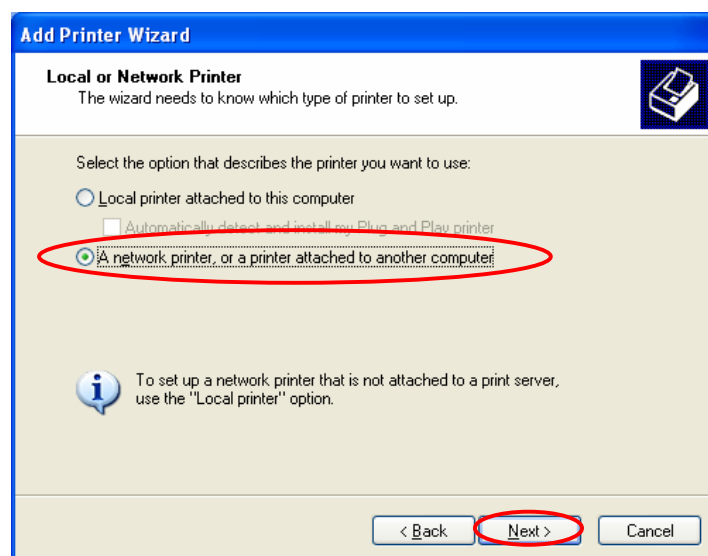 Add Printer Wizard
Local or Network Printer
The wizard needs to know which type of printer to set up.
Select the option that describes the printer you want to use:
Local printer attached to this computer
Automatically detect and install my Plug and Play printer
A network printer, or a printer attached to another computer
To set up a network printer that is not attached to a print server,
use the "Local printer" option.
< Back Next > Cancel